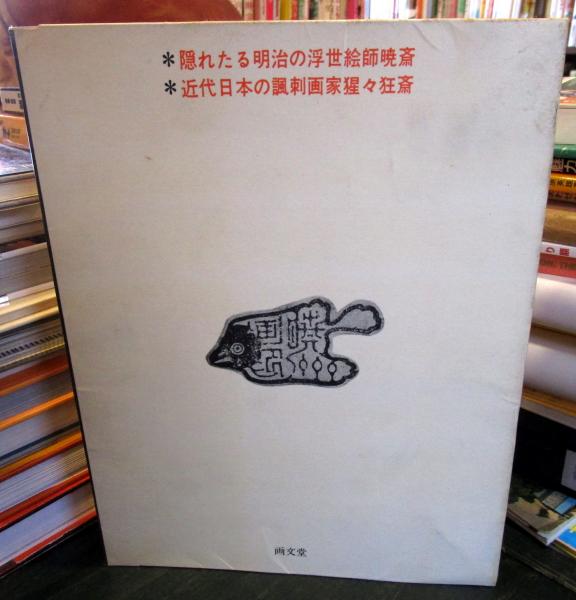 *隠れたる明治の浮世絵師暁斎
*近代日本の諷刺画家猩々狂斎
画文堂